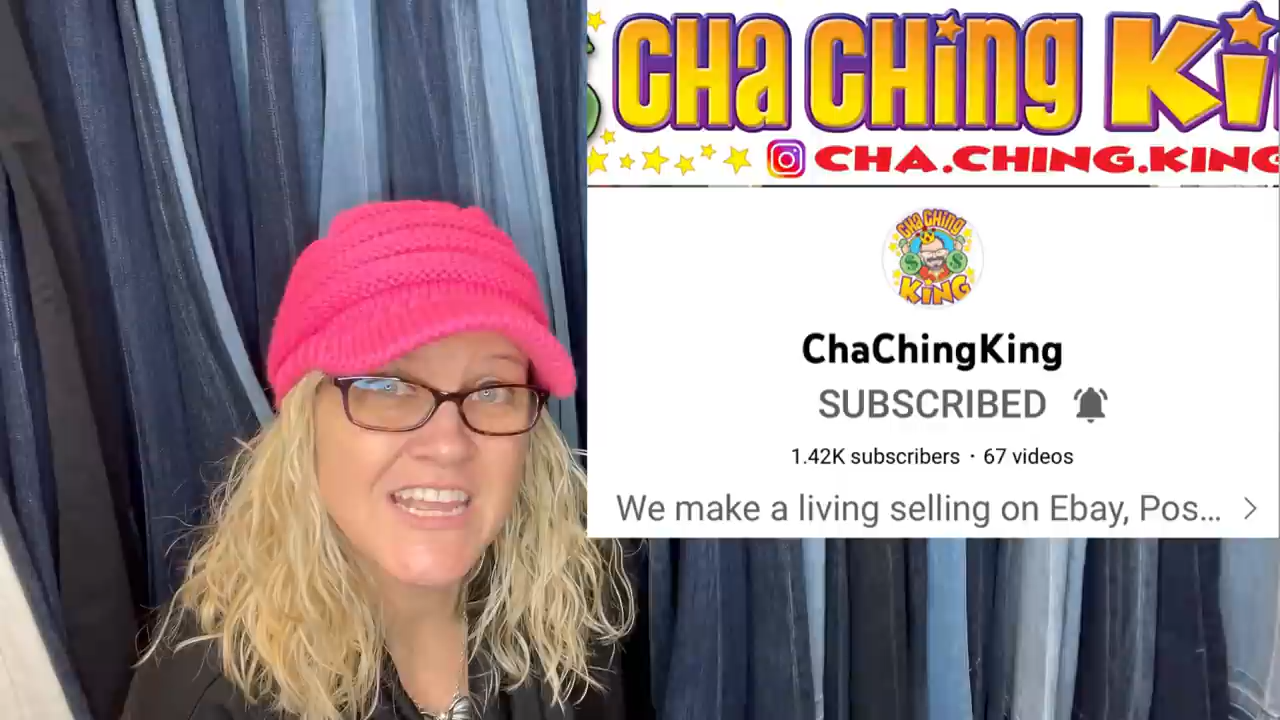 CHa CHiNG Ki
CHA.CHING.KING
CHa CHiNG
KiNG
ChaChingKing
SUBSCRIBED
1.42K subscribers · 67 videos
We make a living selling on Ebay, Pos...